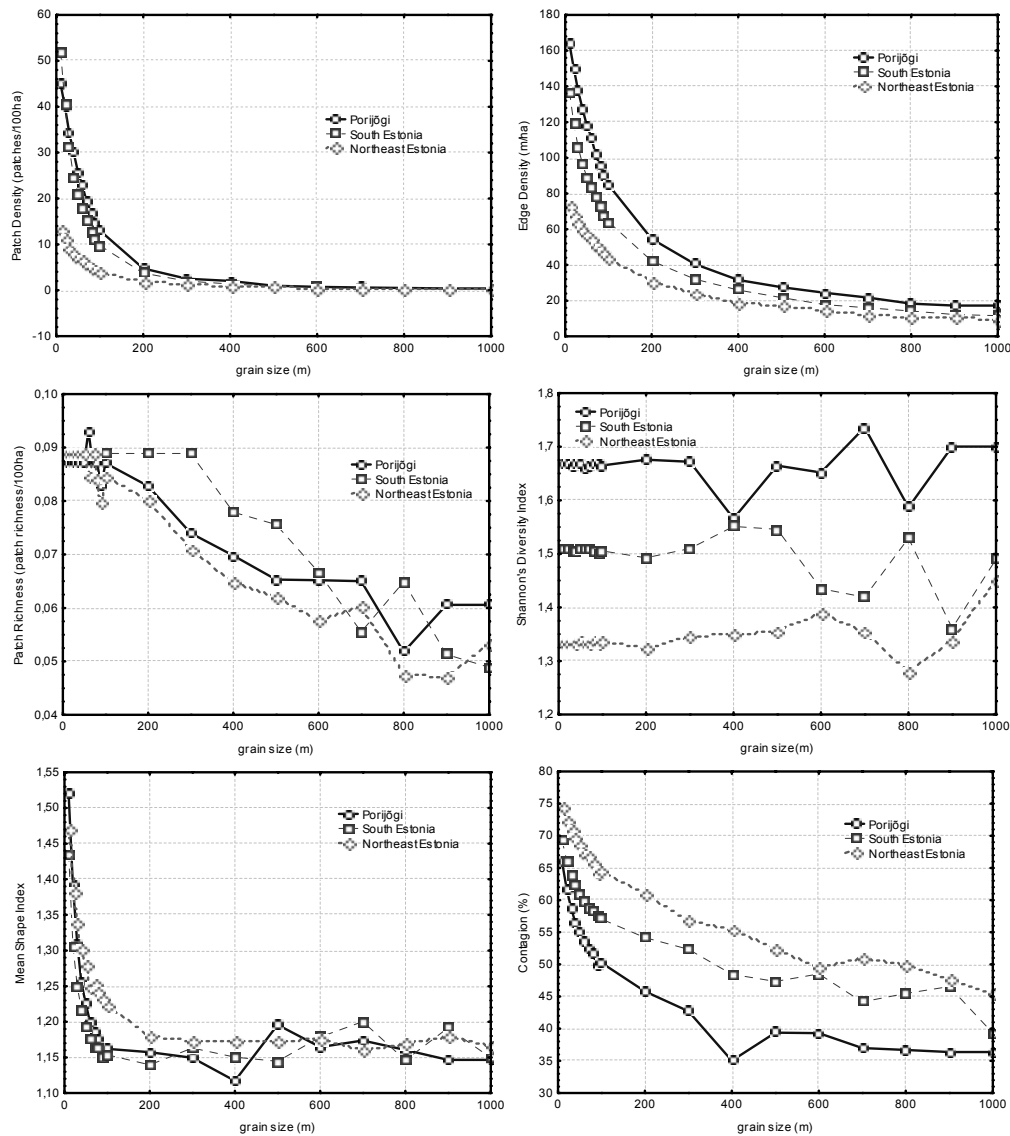 60
50
40
30
20
10
0
-10
Patch Density (patches/100ha)
Porijõgi
South Estonia
Northeast Estonia
0 200 400 600 800 1000
grain size (m)
180
160
140
120
100
80
60
40
20
0
Edge Density (m/ha)
Porijõgi
South Estonia
Northeast Estonia
0 200 400 600 800 1000
grain size (m)
0,10
0,09
0,08
0,07
0,06
0,05
0,04
Patch Richness (patch richness/100ha)
Porijõgi
South Estonia
Northeast Estonia
0 200 400 600 800 1000
grain size (m)
1,8
1,7
1,6
1,5
1,4
1,3
1,2
Shannon's Diversity Index
Porijõgi
South Estonia
Northeast Estonia
0 200 400 600 800 1000
grain size(m)
1,55
1,50
1,45
1,40
1,35
1,30
1,25
1,20
1,15
1,10
Mean Shape Index
Porijõgi
South Estonia
Northeast Estonia
0 200 400 600 800 1000
grain size (m)
80
75
70
65
60
55
50
45
40
35
30
Contagion (%)
Porijõgi
South Estonia
Northeast Estonia
0 200 400 600 800 1000
grain size (m)